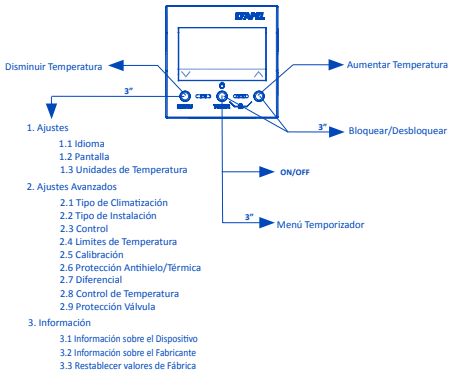 EFAPEL
Disminuir Temperatura
Aumentar Temperatura
3”
MENU
TIMER
3”
Bloquear/Desbloquear
1. Ajustes
1.1 Idioma
1.2 Pantalla
1.3 Unidades de Temperatura
ON/OFF
2. Ajustes Avanzados
2.1 Tipo de Climatización
2.2 Tipo de Instalación
2.3 Control
2.4 Limites de Temperatura
2.5 Calibración
2.6 Protección Antihielo/Térmica
2.7 Diferencial
2.8 Control de Temperatura
2.9 Protección Válvula
3”
Menú Temporizador
3. Información
3.1 Información sobre el Dispositivo
3.2 Información sobre el Fabricante
3.3 Restablecer valores de Fábrica